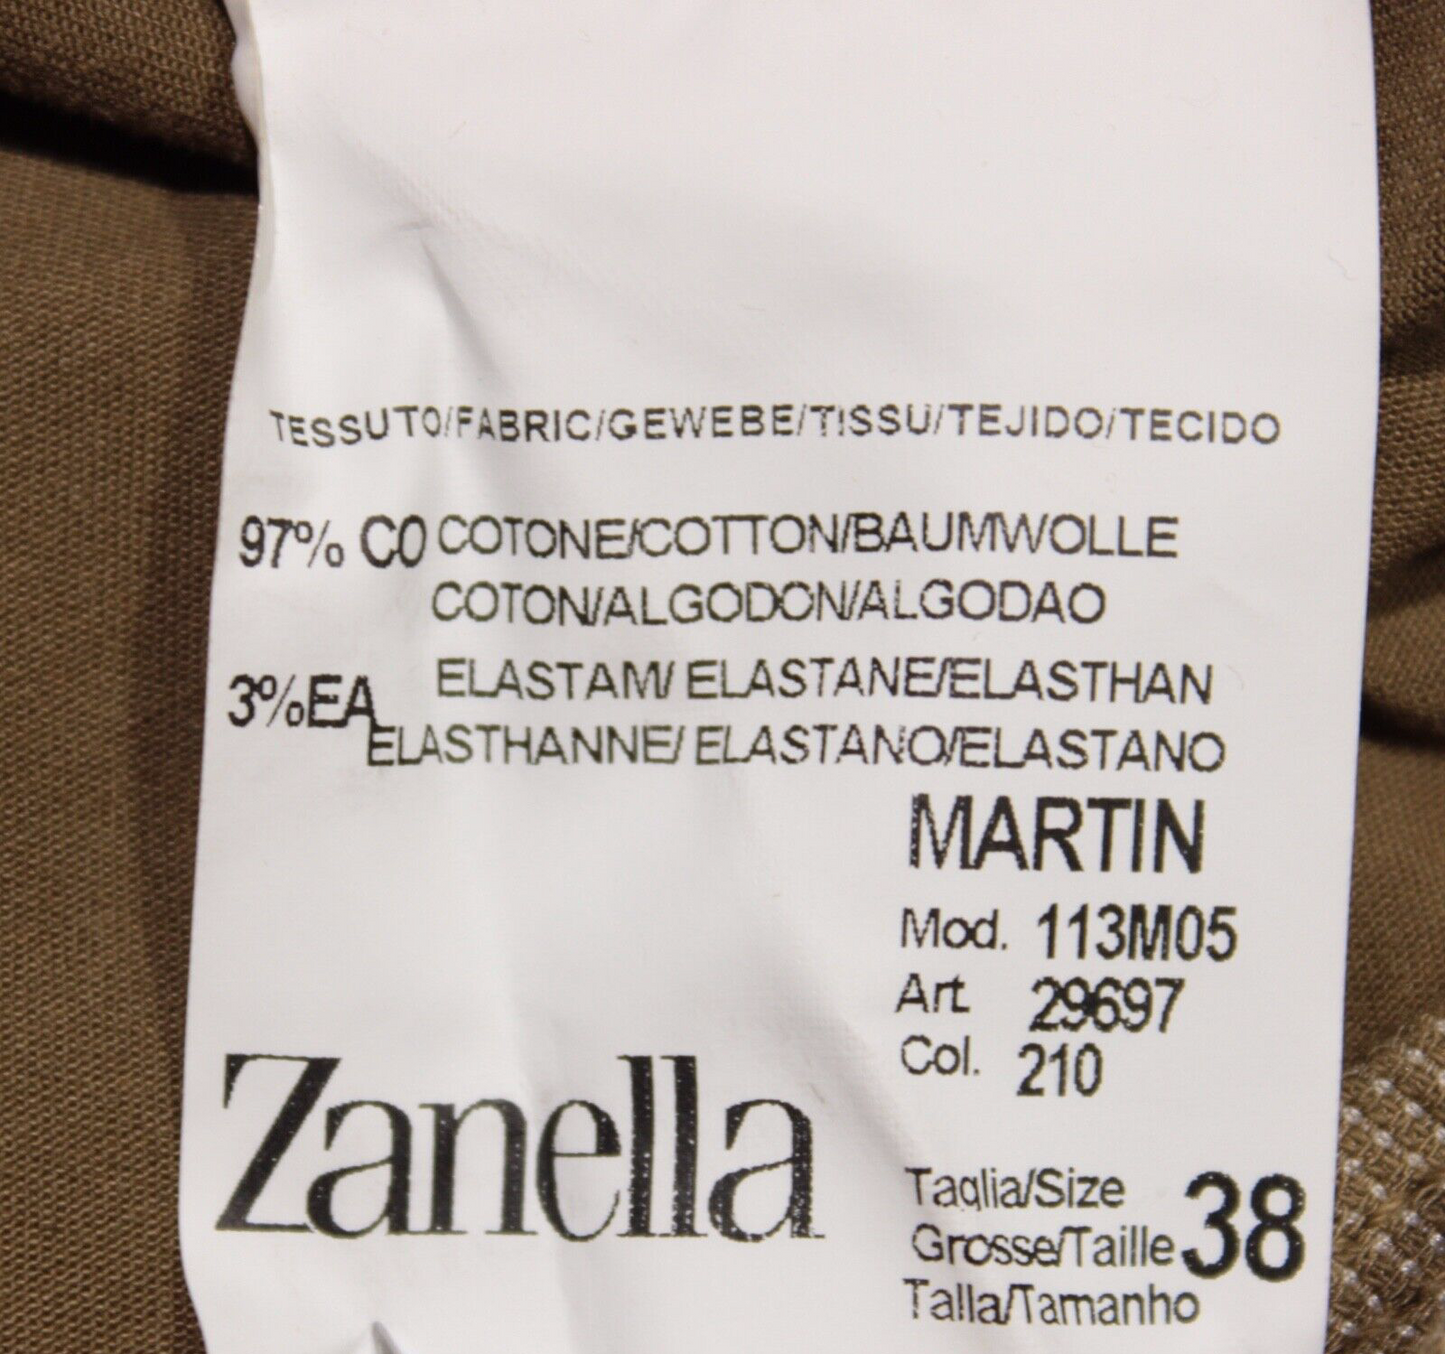 TESSUTO/FABRIC/GEWEBE/TISSU/TEJIDO/TECIDO
97% CO COTONE/COTTON/BAUMWOLLE
COTON/ALGODON/ALGODAO
3%EA ELASTAM/ ELASTANE/ELASTHAN
ELASTHANNE/ ELASTANO/ELASTANO
MARTIN
Mod. 113M05
Art. 29697
Col. 210
Zanella
Taglia/Size
Grosse/Taille 38
Talla/Tamanho